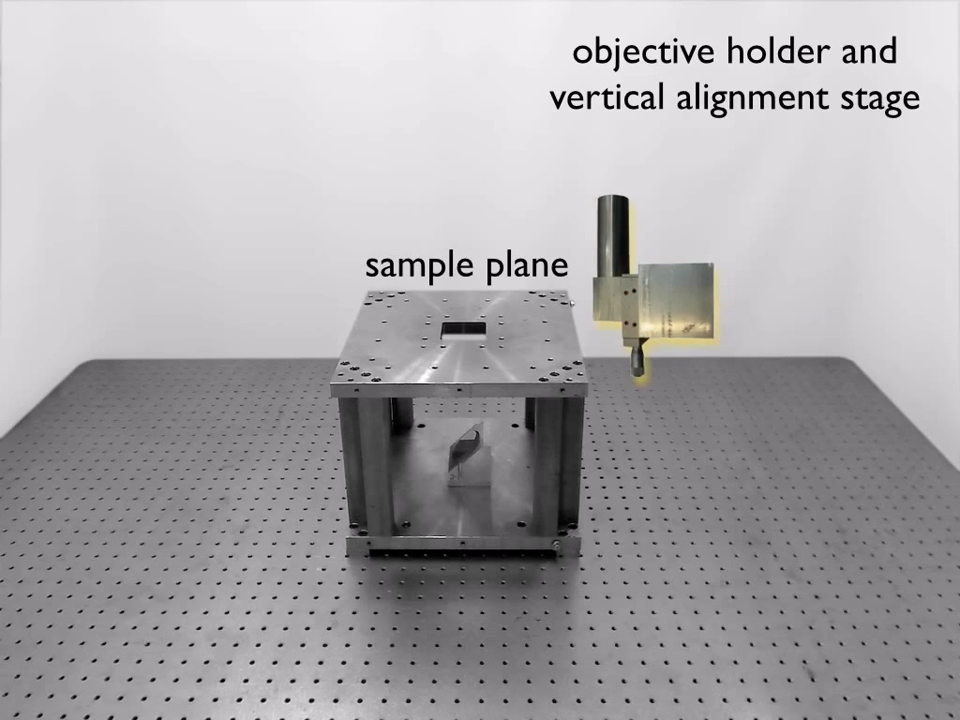 objective holder and
vertical alignment stage
sample plane